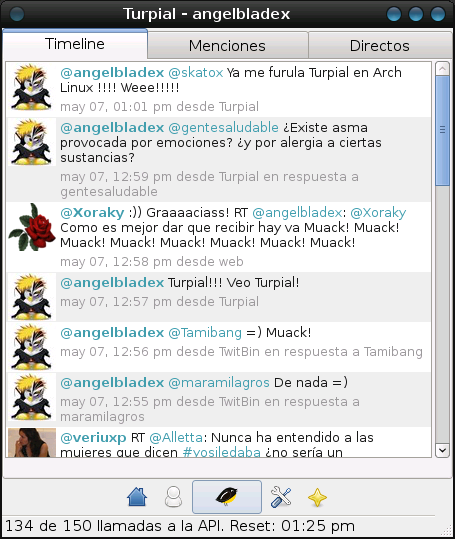 Turpial - angelbladex
Timeline
Menciones
Directos
@angelbladex @skatox Ya me furula Turpial en Arch
Linux !!!! Weee!!!!!
may 07, 01:01 pm desde Turpial
@angelbladex @gentesaludable ¿Existe asma
provocada por emociones? ¿y por alergia a ciertas
sustancias?
may 07, 12:59 pm desde Turpial en respuesta a
gentesaludable
@Xoraky :)) Graaaaciass! RT @angelbladex: @Xoraky
Como es mejor dar que recibir hay va Muack! Muack!
Muack! Muack! Muack! Muack! Muack! Muack!
may 07, 12:58 pm desde web
@angelbladex Turpial!!! Veo Turpial!
may 07, 12:57 pm desde Turpial
@angelbladex @Tamibang =) Muack!
may 07, 12:56 pm desde TwitBin en respuesta a Tamibang
@angelbladex @maramilagros De nada =)
may 07, 12:55 pm desde TwitBin en respuesta a
maramilagros
@veriuxp RT @Alletta: Nunca ha entendido a las
mujeres que dicen #yosiledaba ¿no sería un
134 de 150 llamadas a la API. Reset: 01:25 pm